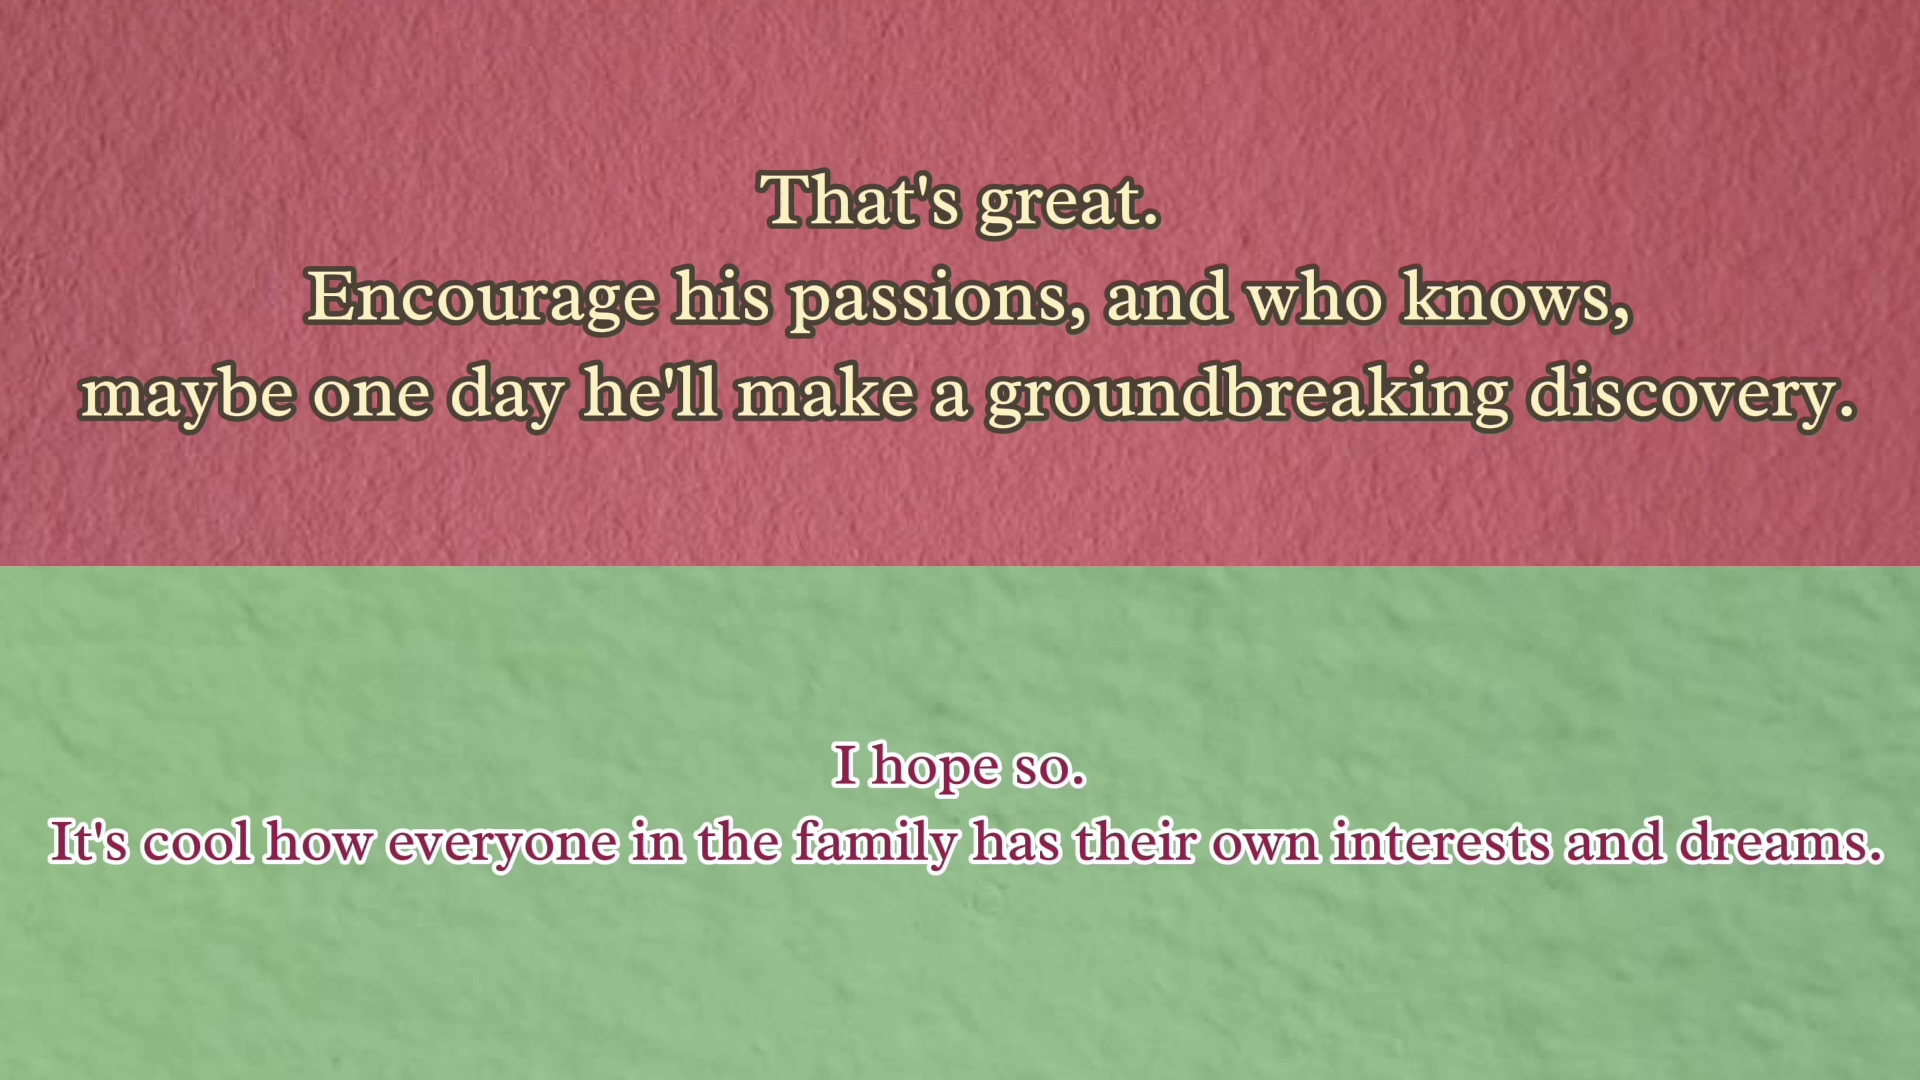 That's great.
Encourage his passions, and who knows,
maybe one day he'll make a groundbreaking discovery.
I hope so.
It's cool how everyone in the family has their own interests and dreams.